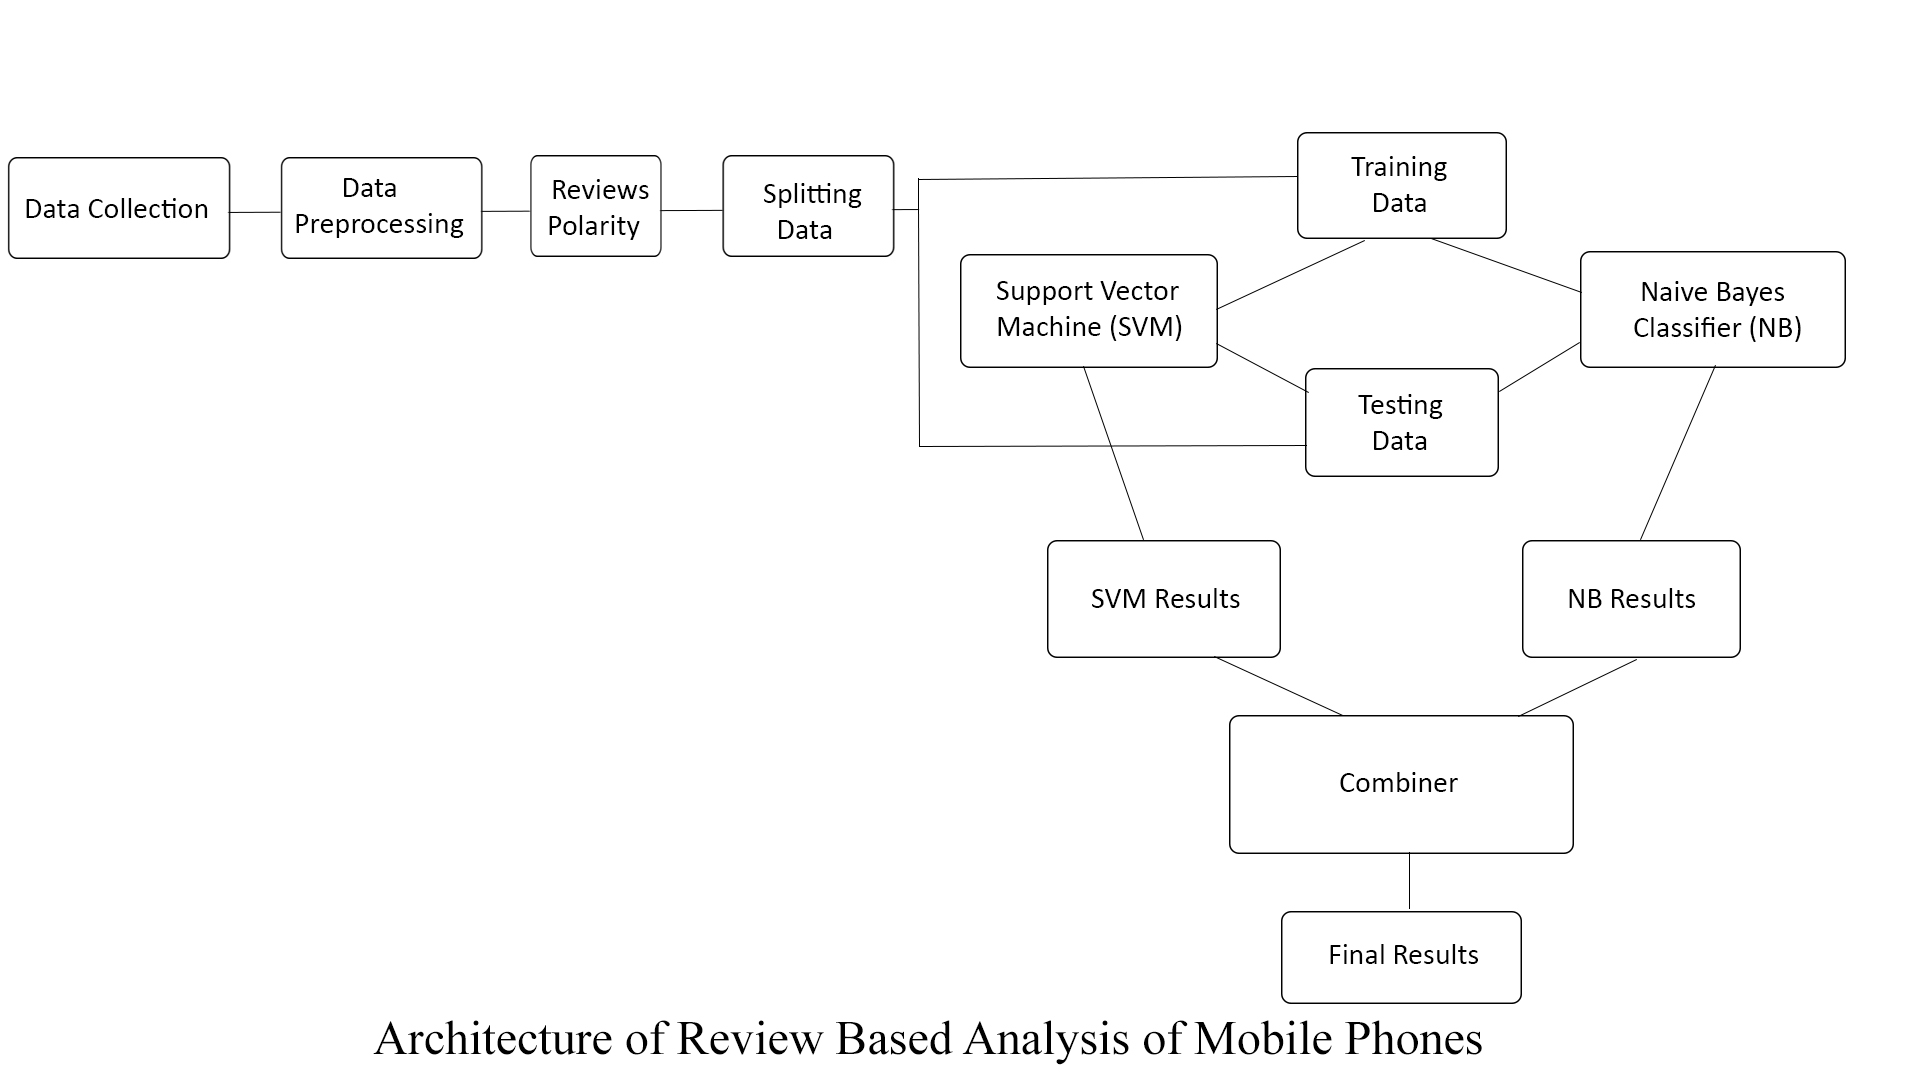 Data Collection
Data
Preprocessing
Reviews
Polarity
Splitting
Data
Training
Data
Support Vector
Machine (SVM)
Naive Bayes
Classifier (NB)
Testing
Data
SVM Results
NB Results
Combiner
Final Results
Architecture of Review Based Analysis of Mobile Phones